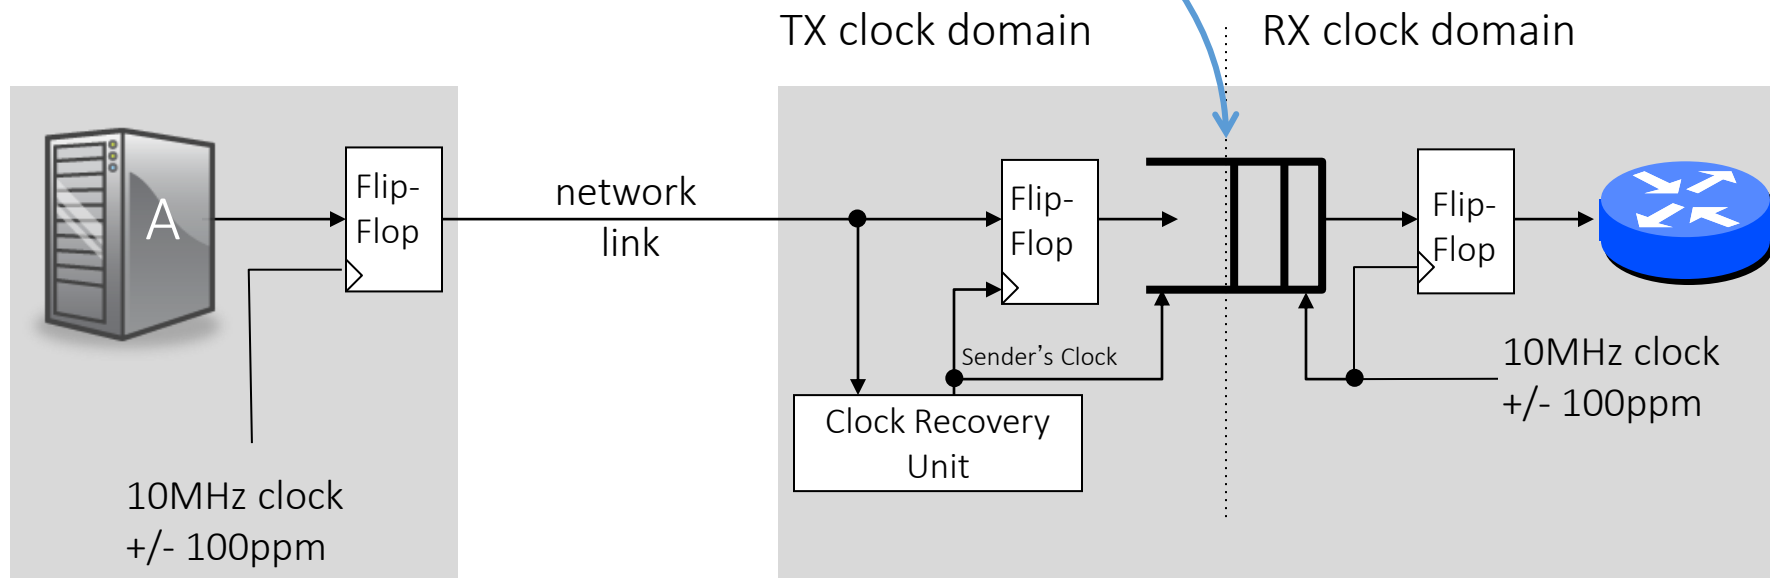 TX clock domain
RX clock domain
A
Flip-
Flop
network
link
Flip-
Flop
Flip-
Flop
Sender's Clock
Clock Recovery
Unit
10MHz clock
+/- 100ppm
10MHz clock
+/- 100ppm